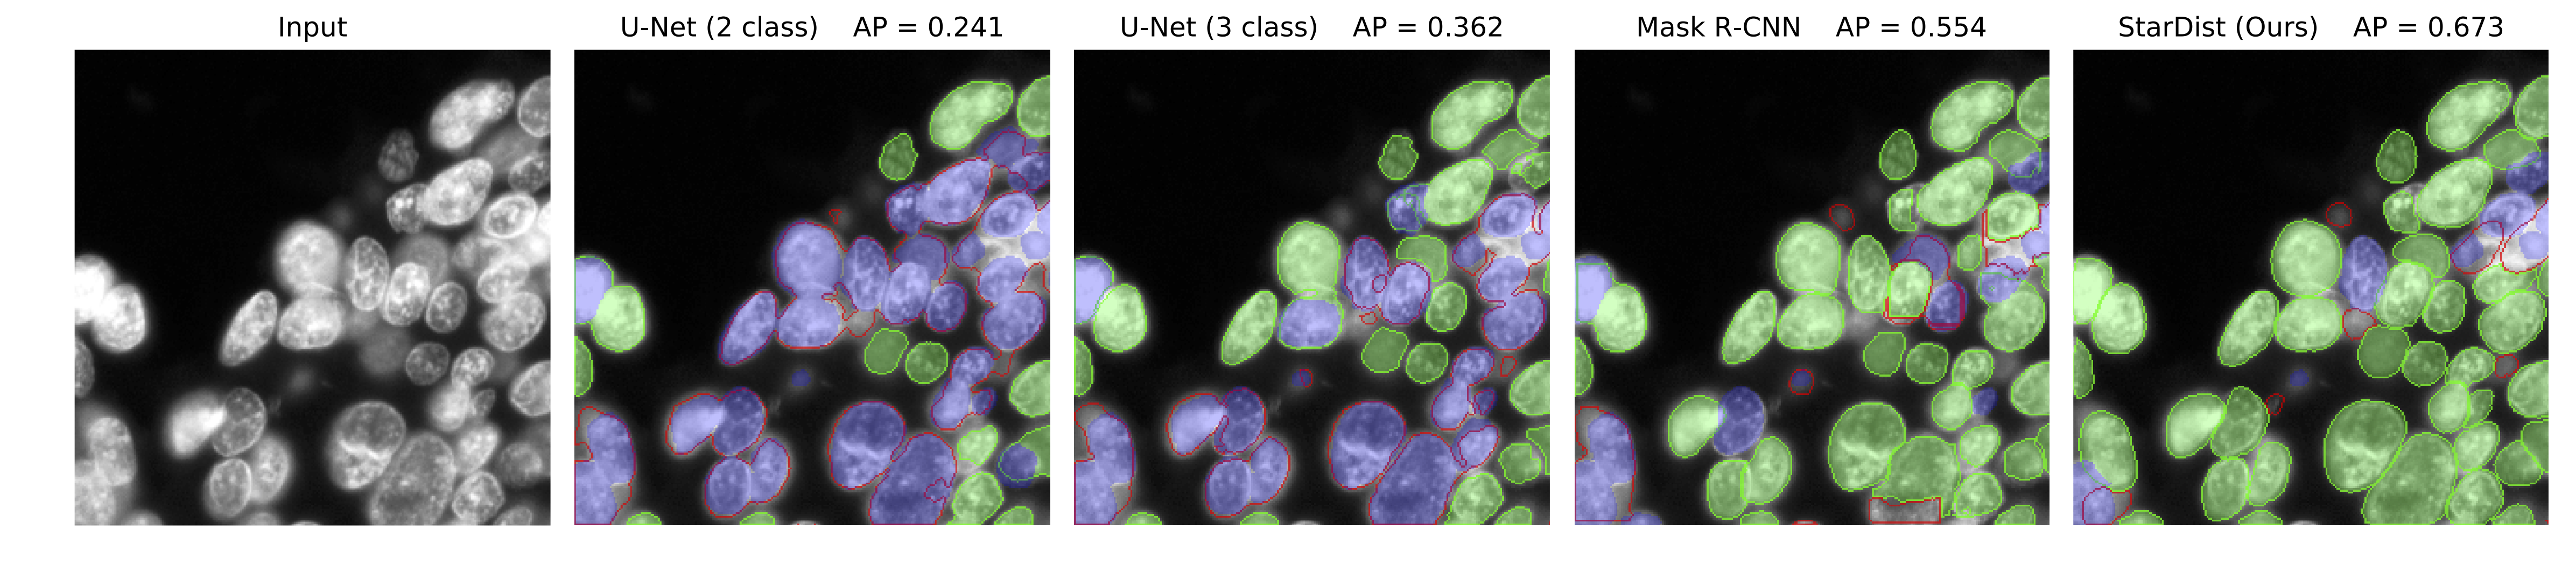 Input
U-Net (2 class) AP = 0.241
U-Net (3 class) AP = 0.362
Mask R-CNN AP = 0.554
StarDist (Ours) AP = 0.673